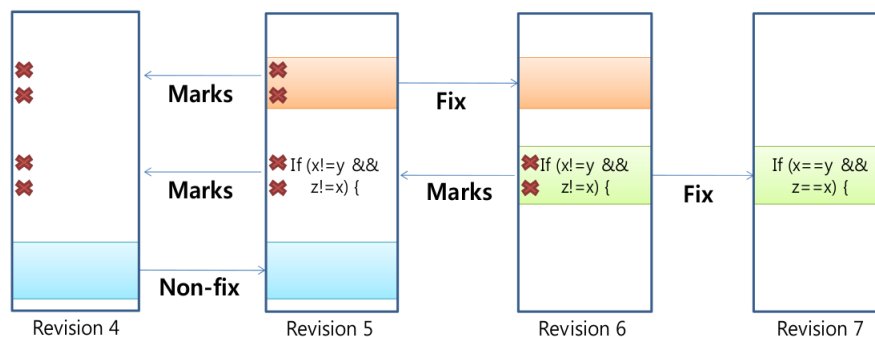 Marks
Fix
If (x!=y &&
z!=x) {
If (x!=y &&
z!=x) {
If (x==y &&
z==x) {
Marks
Marks
Fix
Non-fix
Revision 4
Revision 5
Revision 6
Revision 7